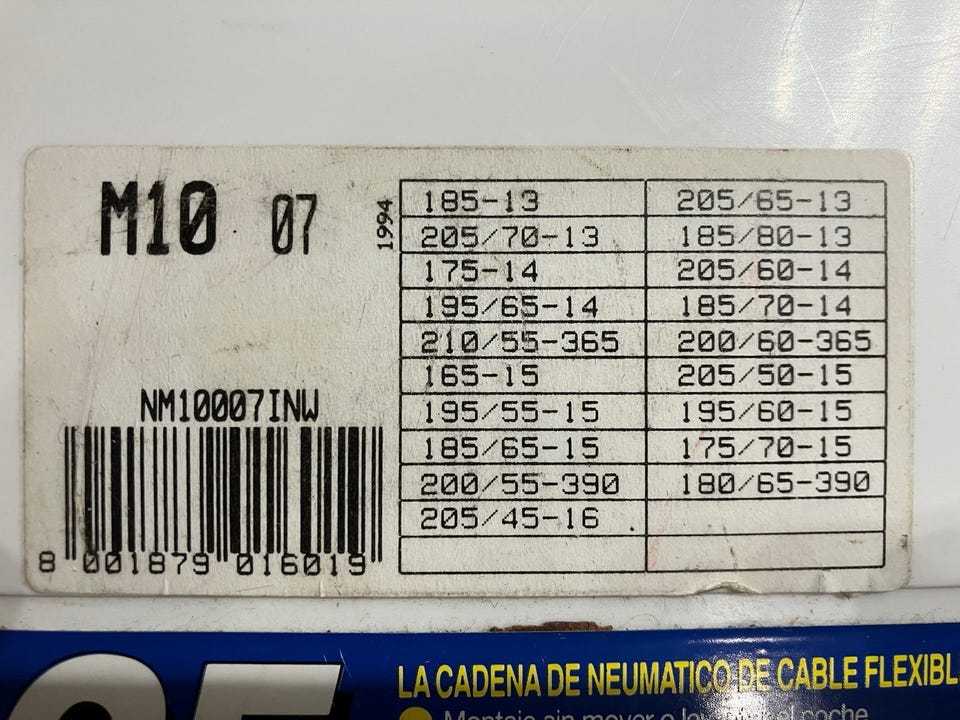 M10 07
1994
185-13 205/65-13
205/70-13 185/80-13
175-14 205/60-14
195/65-14 185/70-14
210/55-365 200/60-365
165-15 205/50-15
195/55-15 195/60-15
185/65-15 175/70-15
200/55-390 180/65-390
205/45-16
NM10007INW
8 001879 016019
LA CADENA DE NEUMATICO DE CABLE FLEXIBL
Montaje sin mover o